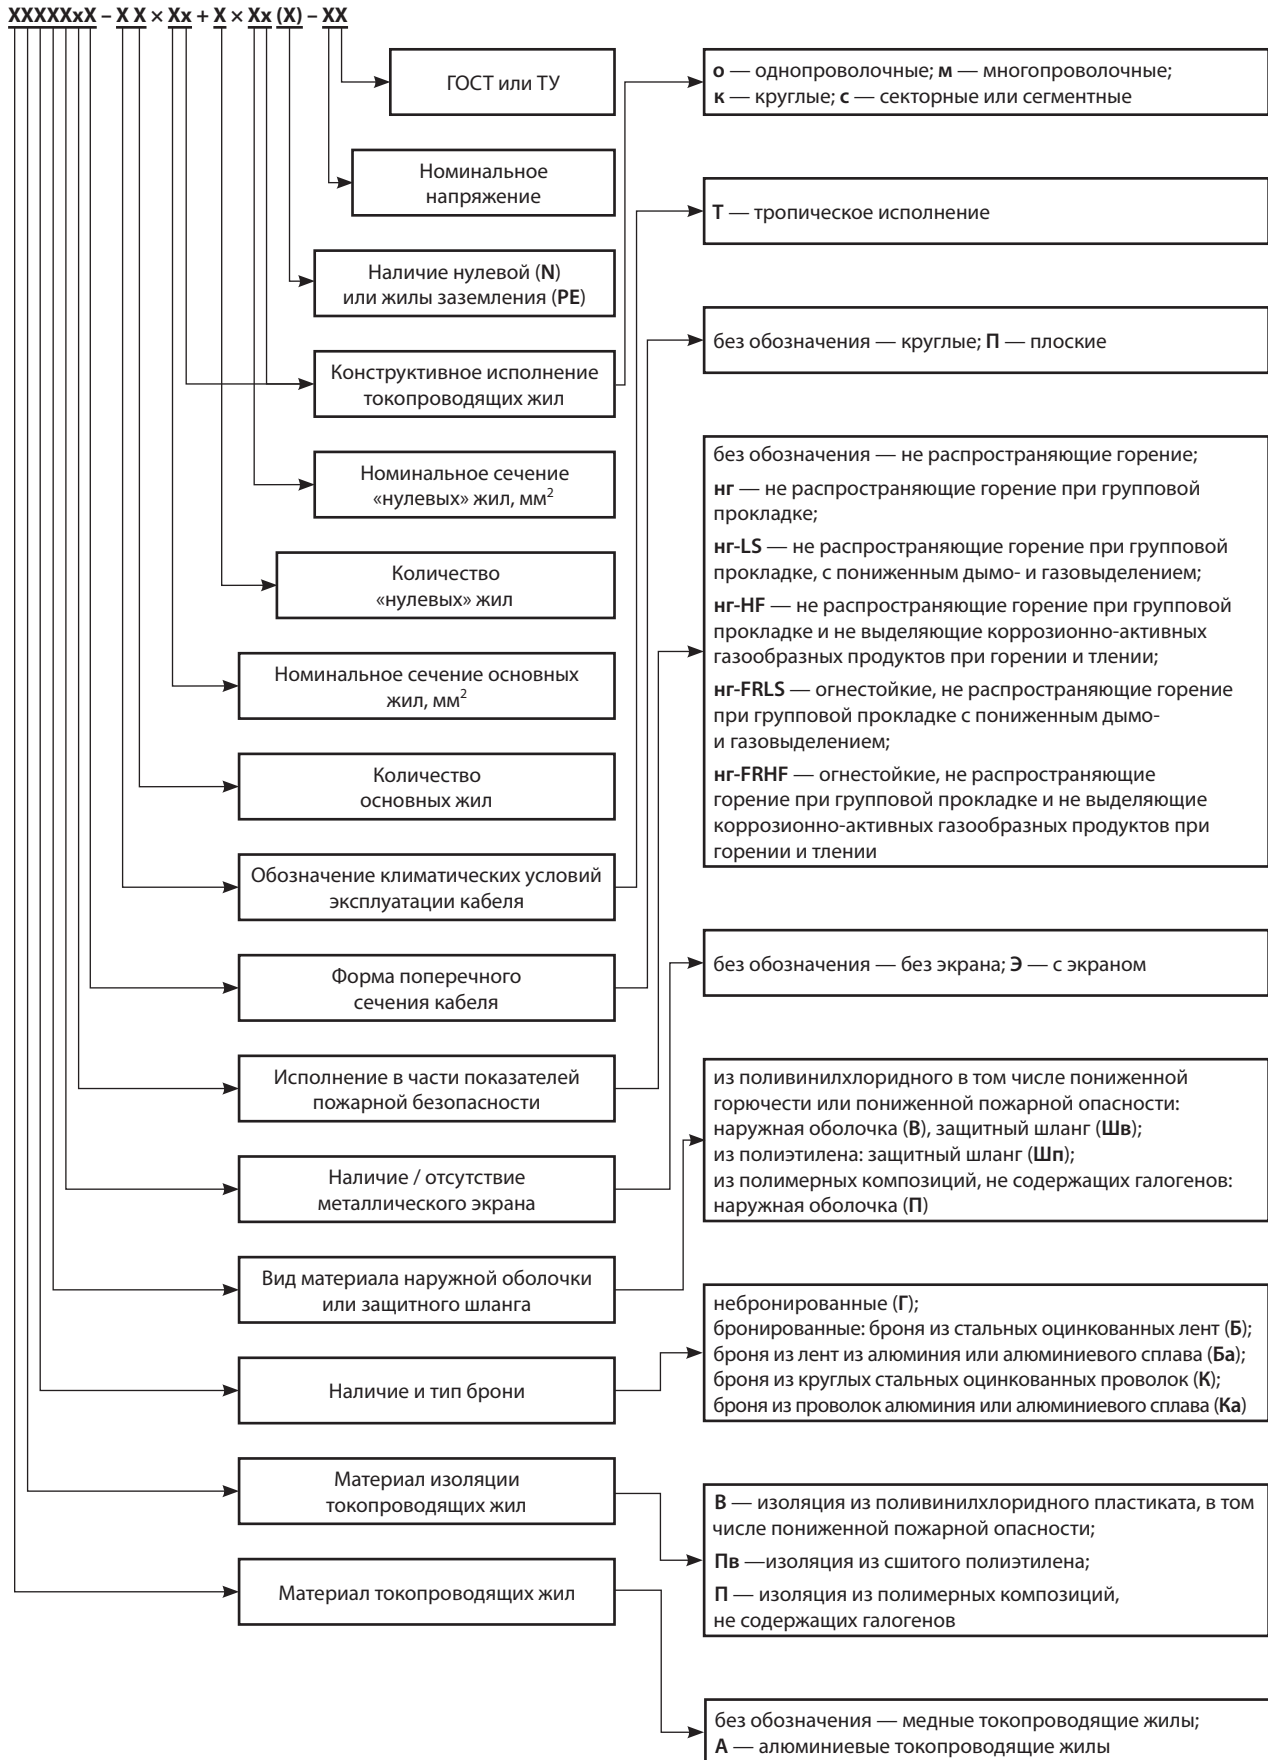 XXXXXxX – X X × Xx + X × Xx (X) – XX
ГОСТ или ТУ
Номинальное
напряжение
Наличие нулевой (N)
или жилы заземления (PE)
Конструктивное исполнение
токопроводящих жил
Номинальное сечение
«нулевых» жил, мм²
Количество
«нулевых» жил
Номинальное сечение основных
жил, мм²
Количество
основных жил
Обозначение климатических условий
эксплуатации кабеля
Форма поперечного
сечения кабеля
Исполнение в части показателей
пожарной безопасности
Наличие / отсутствие
металлического экрана
Вид материала наружной оболочки
или защитного шланга
Наличие и тип брони
Материал изоляции
токопроводящих жил
Материал токопроводящих жил
о — однопроволочные; м — многопроволочные;
к — круглые; с — секторные или сегментные
Т — тропическое исполнение
без обозначения — круглые; П — плоские
без обозначения — не распространяющие горение;
нг — не распространяющие горение при групповой
прокладке;
нг-LS — не распространяющие горение при групповой
прокладке, с пониженным дымо- и газовыделением;
нг-HF — не распространяющие горение при групповой
прокладке и не выделяющие коррозионно-активных
газообразных продуктов при горении и тлении;
нг-FRLS — огнестойкие, не распространяющие горение
при групповой прокладке с пониженным дымо-
и газовыделением;
нг-FRHF — огнестойкие, не распространяющие
горение при групповой прокладке и не выделяющие
коррозионно-активных газообразных продуктов при
горении и тлении
без обозначения — без экрана; Э — с экраном
из поливинилхлоридного в том числе пониженной
горючести или пониженной пожарной опасности:
наружная оболочка (В), защитный шланг (Шв);
из полиэтилена: защитный шланг (Шп);
из полимерных композиций, не содержащих галогенов:
наружная оболочка (П)
небронированные (Г);
бронированные: броня из стальных оцинкованных лент (Б);
броня из лент из алюминия или алюминиевого сплава (Ба);
броня из круглых стальных оцинкованных проволок (К);
броня из проволок алюминия или алюминиевого сплава (Ка)
В — изоляция из поливинилхлоридного пластиката, в том
числе пониженной пожарной опасности;
Пв —изоляция из сшитого полиэтилена;
П — изоляция из полимерных композиций,
не содержащих галогенов
без обозначения — медные токопроводящие жилы;
А — алюминиевые токопроводящие жилы